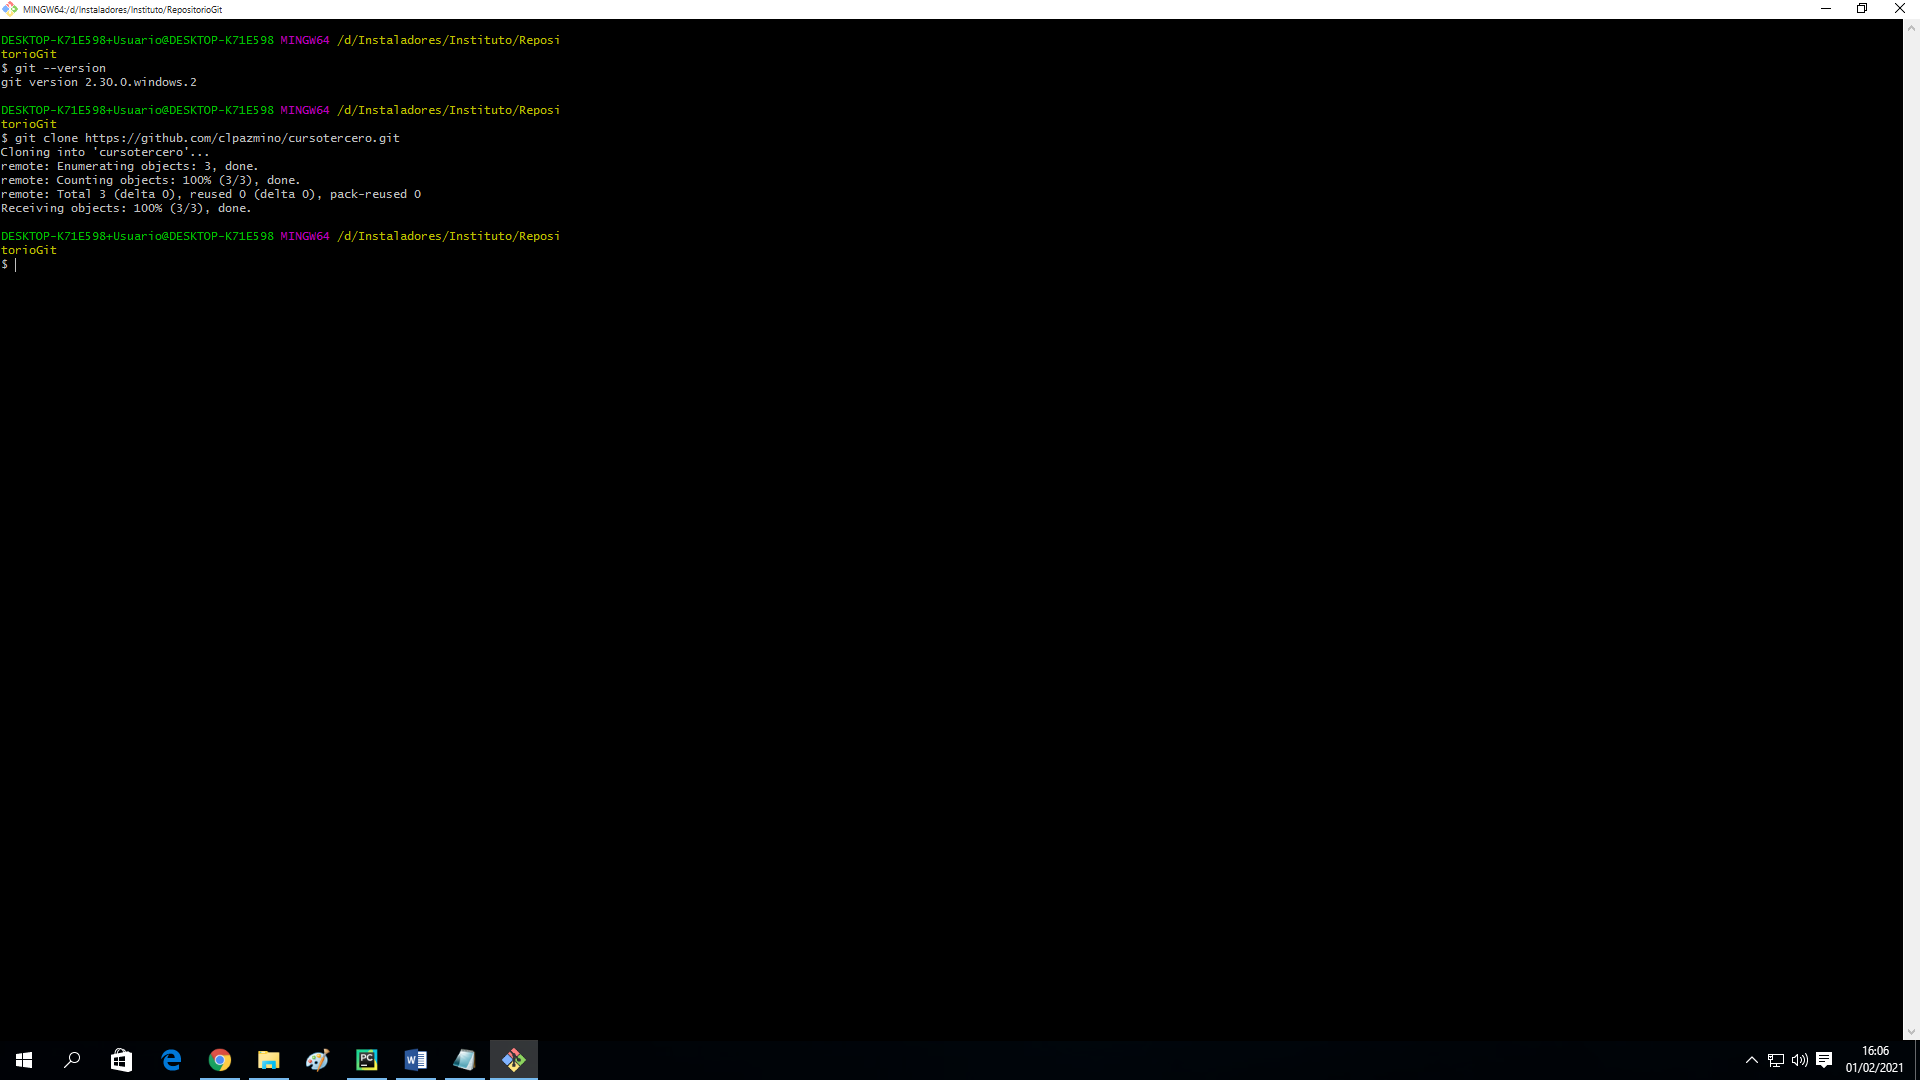 MINGW64:/d/Instaladores/Instituto/RepositorioGit
DESKTOP-K71E598+Usuario@DESKTOP-K71E598 MINGW64 /d/Instaladores/Instituto/Reposi
torioGit
$ git --version
git version 2.30.0.windows.2
DESKTOP-K71E598+Usuario@DESKTOP-K71E598 MINGW64 /d/Instaladores/Instituto/Reposi
torioGit
$ git clone https://github.com/clpazmino/cursotercero.git
Cloning into 'cursotercero'...
remote: Enumerating objects: 3, done.
remote: Counting objects: 100% (3/3), done.
remote: Total 3 (delta 0), reused 0 (delta 0), pack-reused 0
Receiving objects: 100% (3/3), done.
DESKTOP-K71E598+Usuario@DESKTOP-K71E598 MINGW64 /d/Instaladores/Instituto/Reposi
torioGit
$
PC
W
16:06
01/02/2021